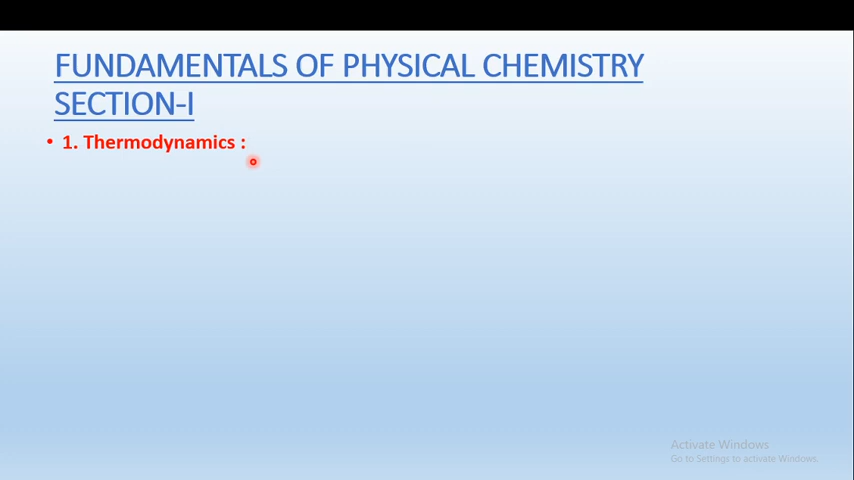 FUNDAMENTALS OF PHYSICAL CHEMISTRY
SECTION-I
• 1. Thermodynamics :
Activate Windows
Go to Settings to activate Windows.